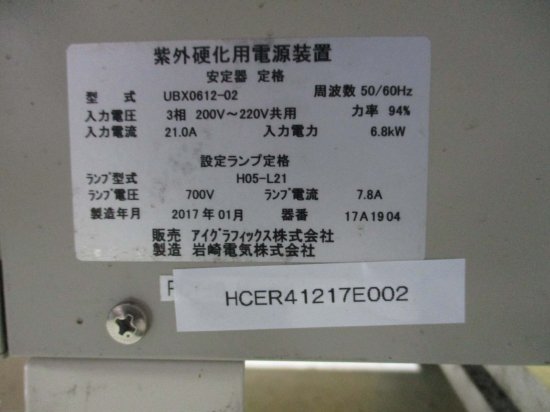 紫外硬化用電源装置
安定器 定格
型 式 UBX0612-02 周波数 50/60Hz
入力電圧 3相 200V～220V共用 力率 94%
入力電流 21.0A 入力電力 6.8kW
設定ランプ定格
ﾗﾝﾌﾟ型式 H05-L21
ﾗﾝﾌﾟ電圧 700V ﾗﾝﾌﾟ電流 7.8A
製造年月 2017年01月 器番 17A1904
販売 アイグラフィックス株式会社
製造 岩崎電気株式会社
HCER41217E002